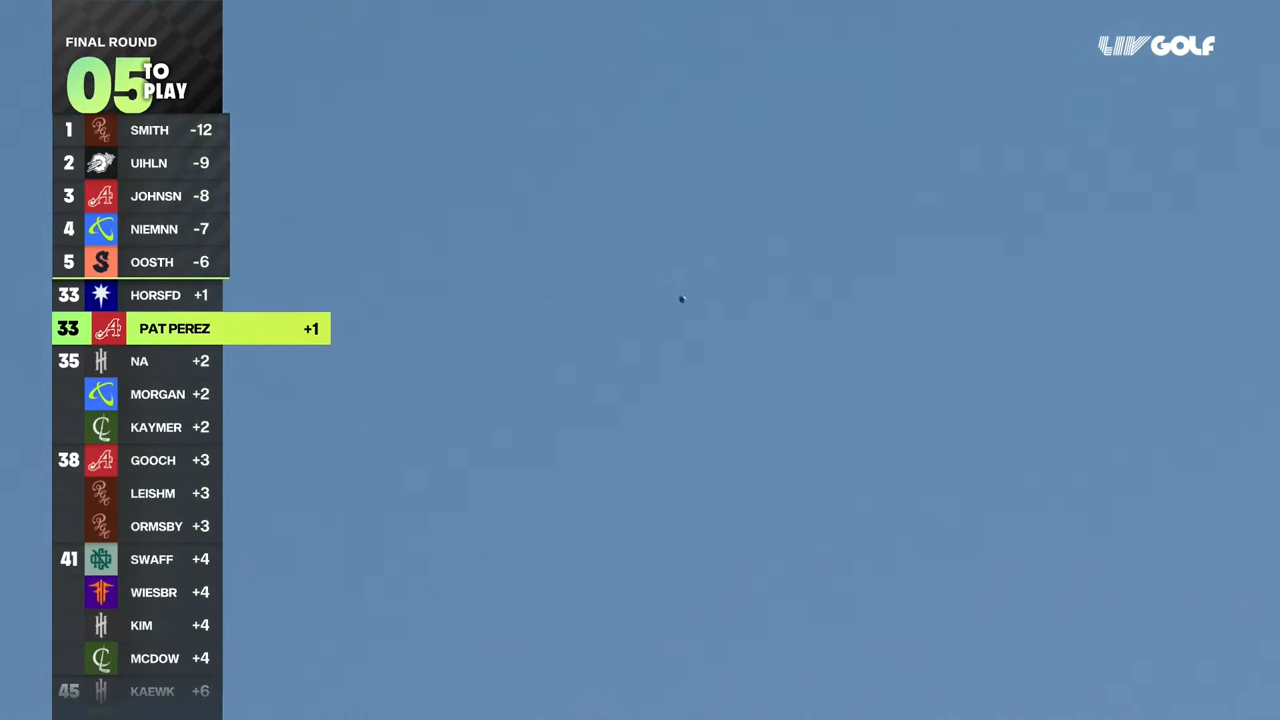 FINAL ROUND
05 TO PLAY
LIV GOLF
1 SMITH -12
2 UIHLN -9
3 JOHNSN -8
4 NIEMNN -7
5 OOSTH -6
33 HORSFD +1
33 PAT PEREZ +1
35 NA +2
MORGAN +2
KAYMER +2
38 GOOCH +3
LEISHM +3
ORMSBY +3
41 SWAFF +4
WIESBR +4
KIM +4
MCDOW +4
45 KAEWK +6